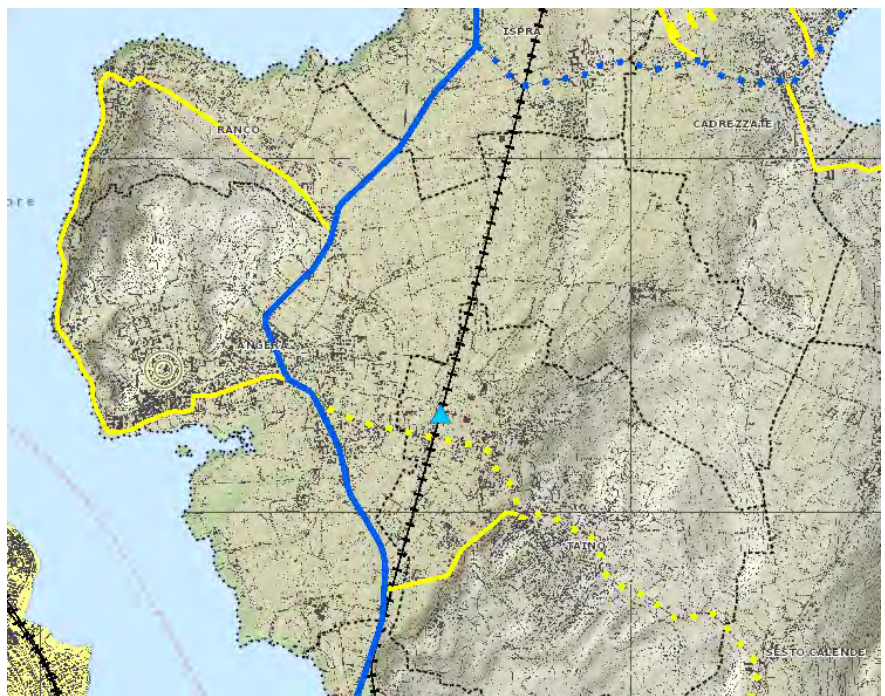 ISPRA
CADREZZATE
RANCO
ore
ANGERA
TAINO
SESTO CALENDE